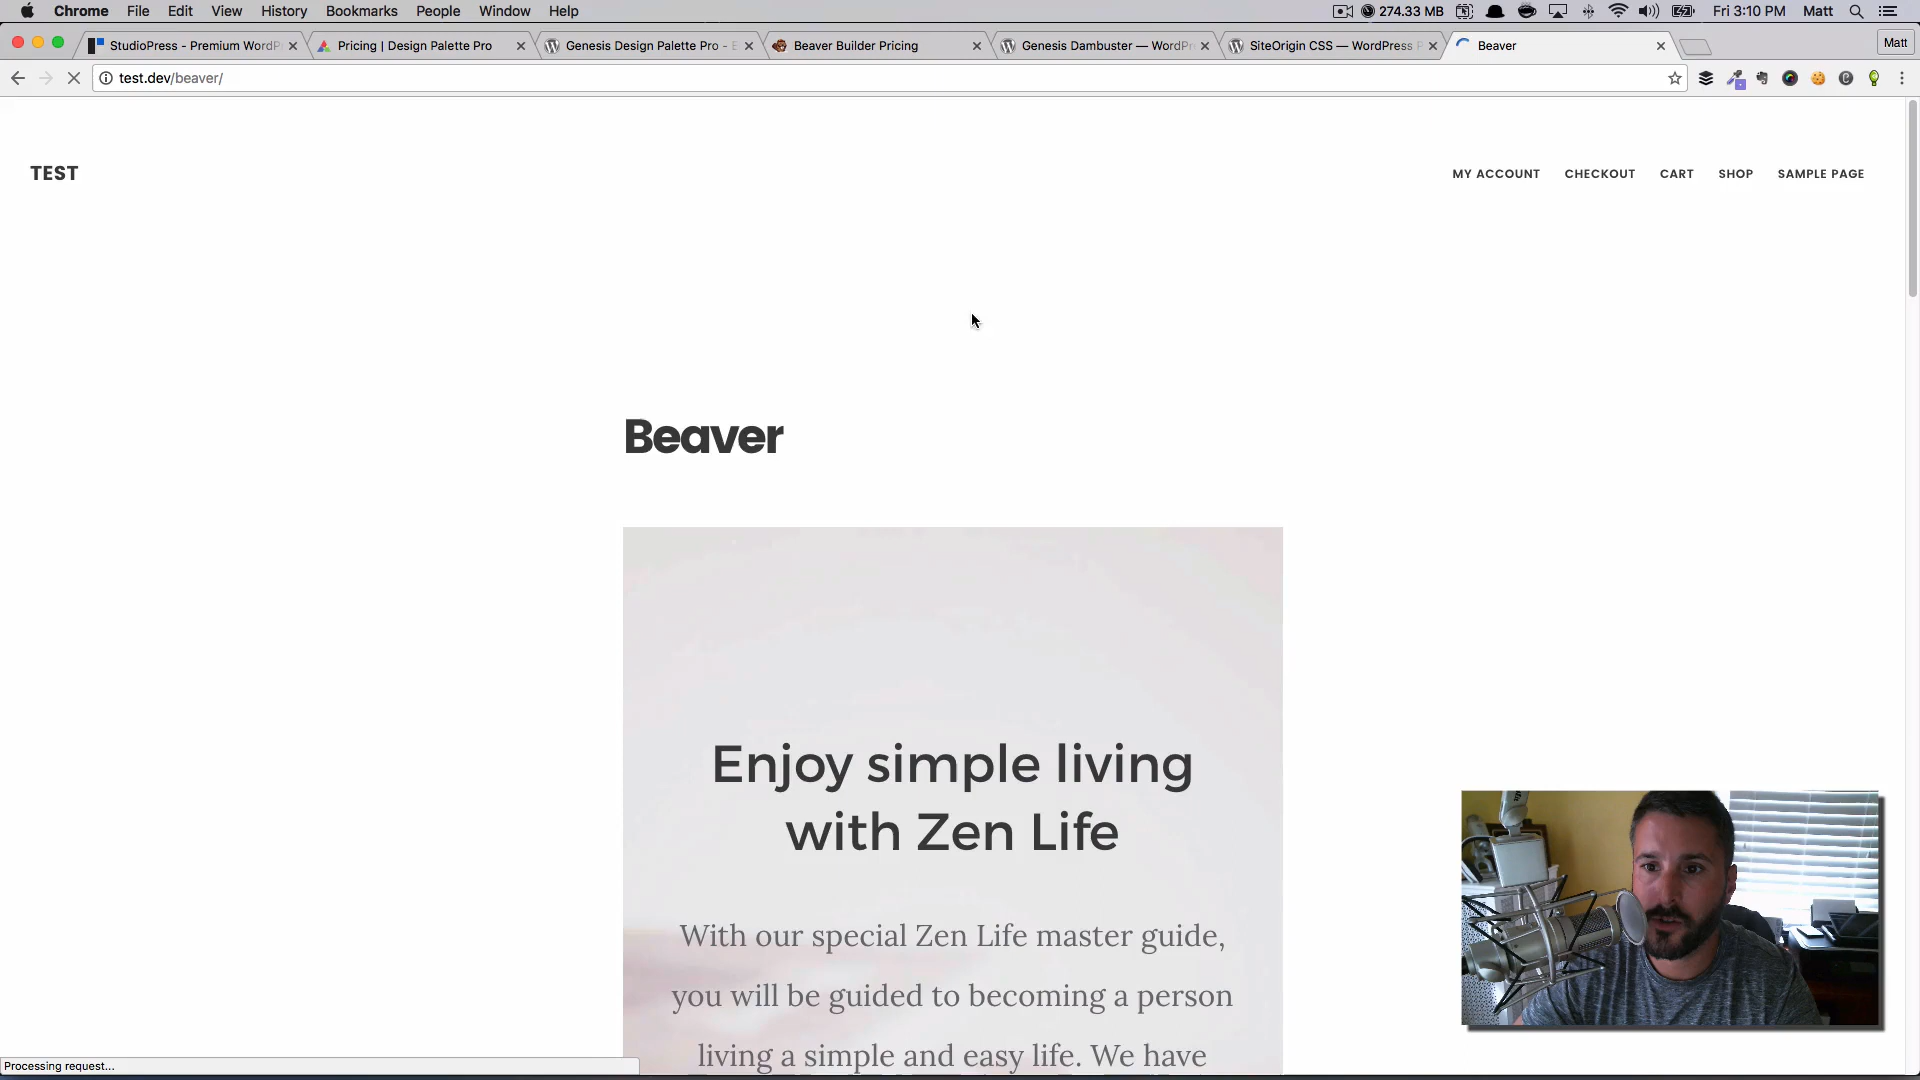 Chrome File Edit View History Bookmarks People Window Help 274.33 MB Fri 3:10 PM Matt
StudioPress - Premium WordP Pricing | Design Palette Pro Genesis Design Palette Pro - Beaver Builder Pricing Genesis Dambuster — WordPr SiteOrigin CSS — WordPress P Beaver Matt
test.dev/beaver/
TEST MY ACCOUNT CHECKOUT CART SHOP SAMPLE PAGE
Beaver
Enjoy simple living
with Zen Life
With our special Zen Life master guide,
you will be guided to becoming a person
living a simple and easy life. We have
Processing request...